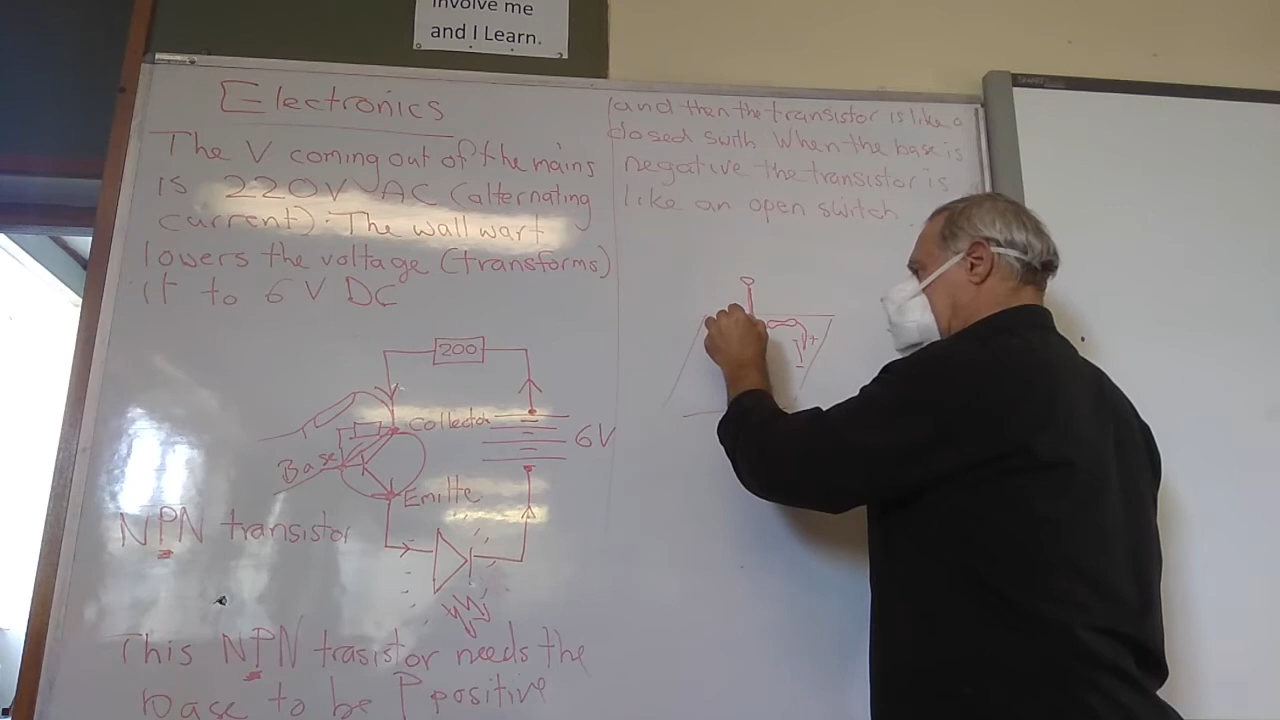 involve me
and I Learn.
Electronics
The V coming out of the mains
is 220V AC (alternating
current). The wall wart
lowers the voltage (transforms)
it to 6 V DC
200
Collector
6V
Base
Emitte
NPN transistor
This NPN trasistor needs the
base to be P positive
and then the transistor is like a
closed swith When the base is
negative the transistor is
like an open switch
+
-